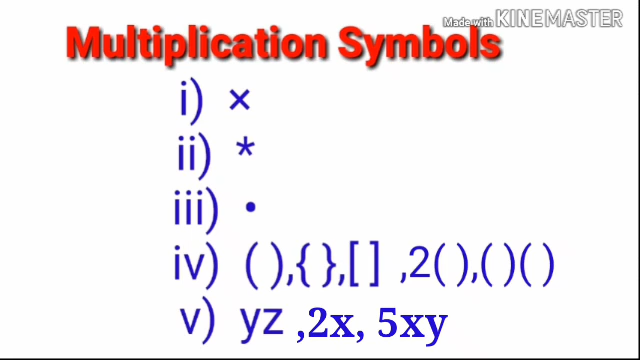 Made with KINEMASTER
Multiplication Symbols
i) ×
ii) *
iii) •
iv) ( ),{ },[ ] ,2( ),( )( )
v) yz ,2x, 5xy